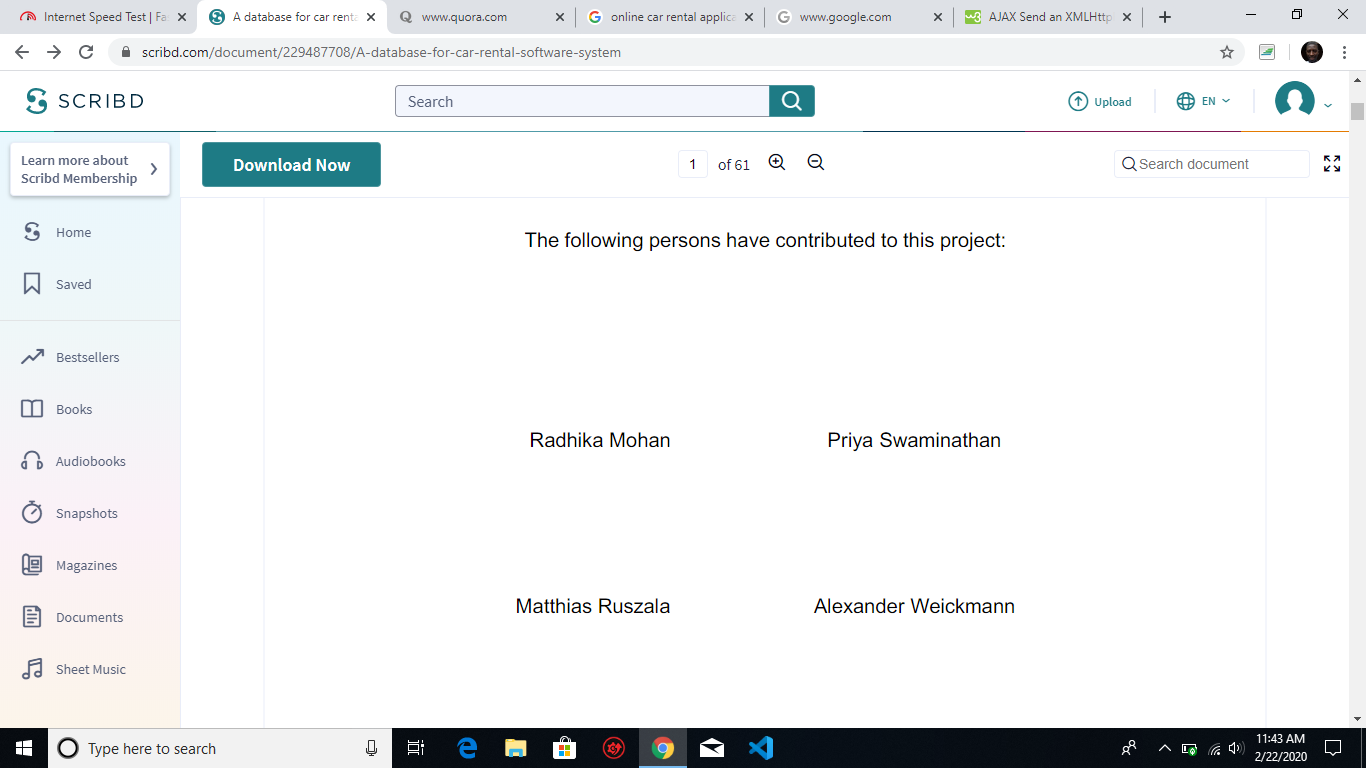 Internet Speed Test | Fa
A database for car renta
www.quora.com
online car rental applica
www.google.com
AJAX Send an XMLHttp
scribd.com/document/229487708/A-database-for-car-rental-software-system
SCRIBD
Search
Upload
EN
Learn more about
Scribd Membership
Download Now
1 of 61
Search document
Home
Saved
Bestsellers
Books
Audiobooks
Snapshots
Magazines
Documents
Sheet Music
The following persons have contributed to this project:
Radhika Mohan Priya Swaminathan
Matthias Ruszala Alexander Weickmann
Type here to search
11:43 AM
2/22/2020